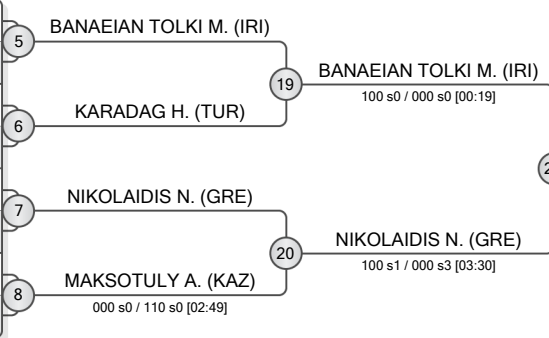 BANAEIAN TOLKI M. (IRI)
5
19
BANAEIAN TOLKI M. (IRI)
100 s0 / 000 s0 [00:19]
KARADAG H. (TUR)
6
NIKOLAIDIS N. (GRE)
7
20
NIKOLAIDIS N. (GRE)
100 s1 / 000 s3 [03:30]
MAKSOTULY A. (KAZ)
8
000 s0 / 110 s0 [02:49]